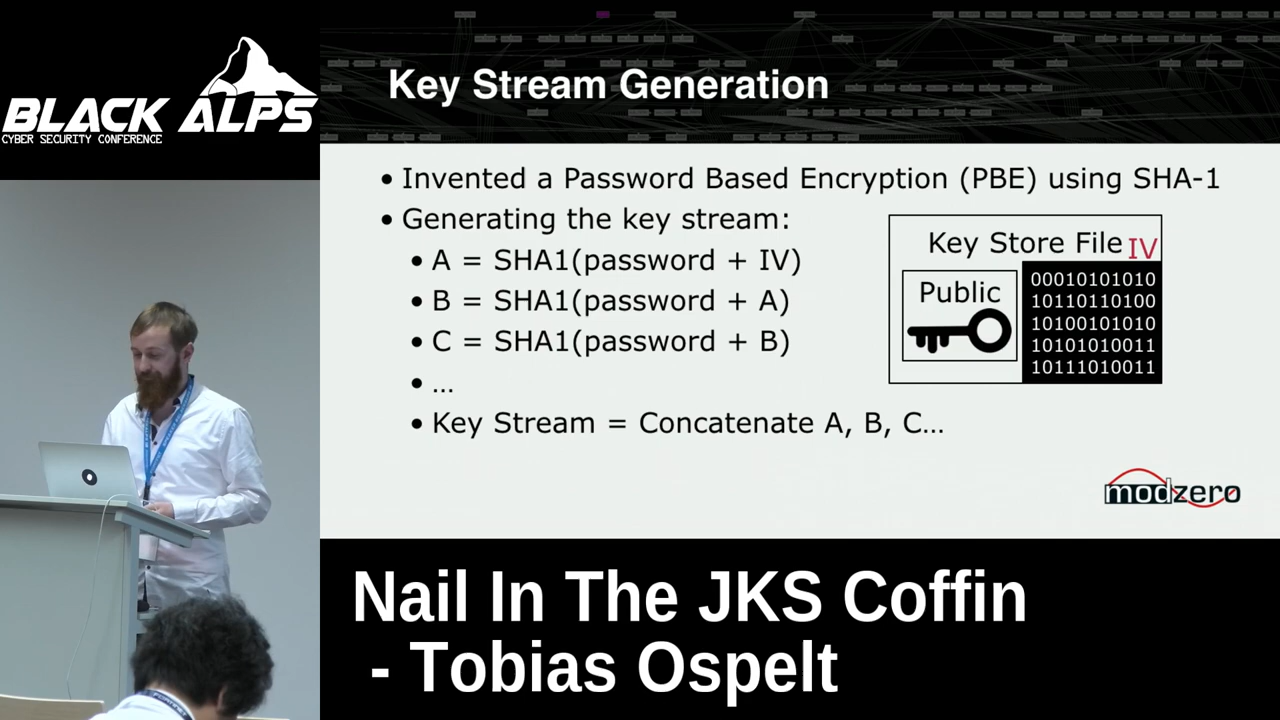 BLACK ALPS
CYBER SECURITY CONFERENCE
Key Stream Generation
• Invented a Password Based Encryption (PBE) using SHA-1
• Generating the key stream:
• A = SHA1(password + IV)
• B = SHA1(password + A)
• C = SHA1(password + B)
• …
• Key Stream = Concatenate A, B, C…
Key Store File IV
Public
00010101010
10110110100
10100101010
10101010011
10111010011
modzero
Nail In The JKS Coffin
- Tobias Ospelt